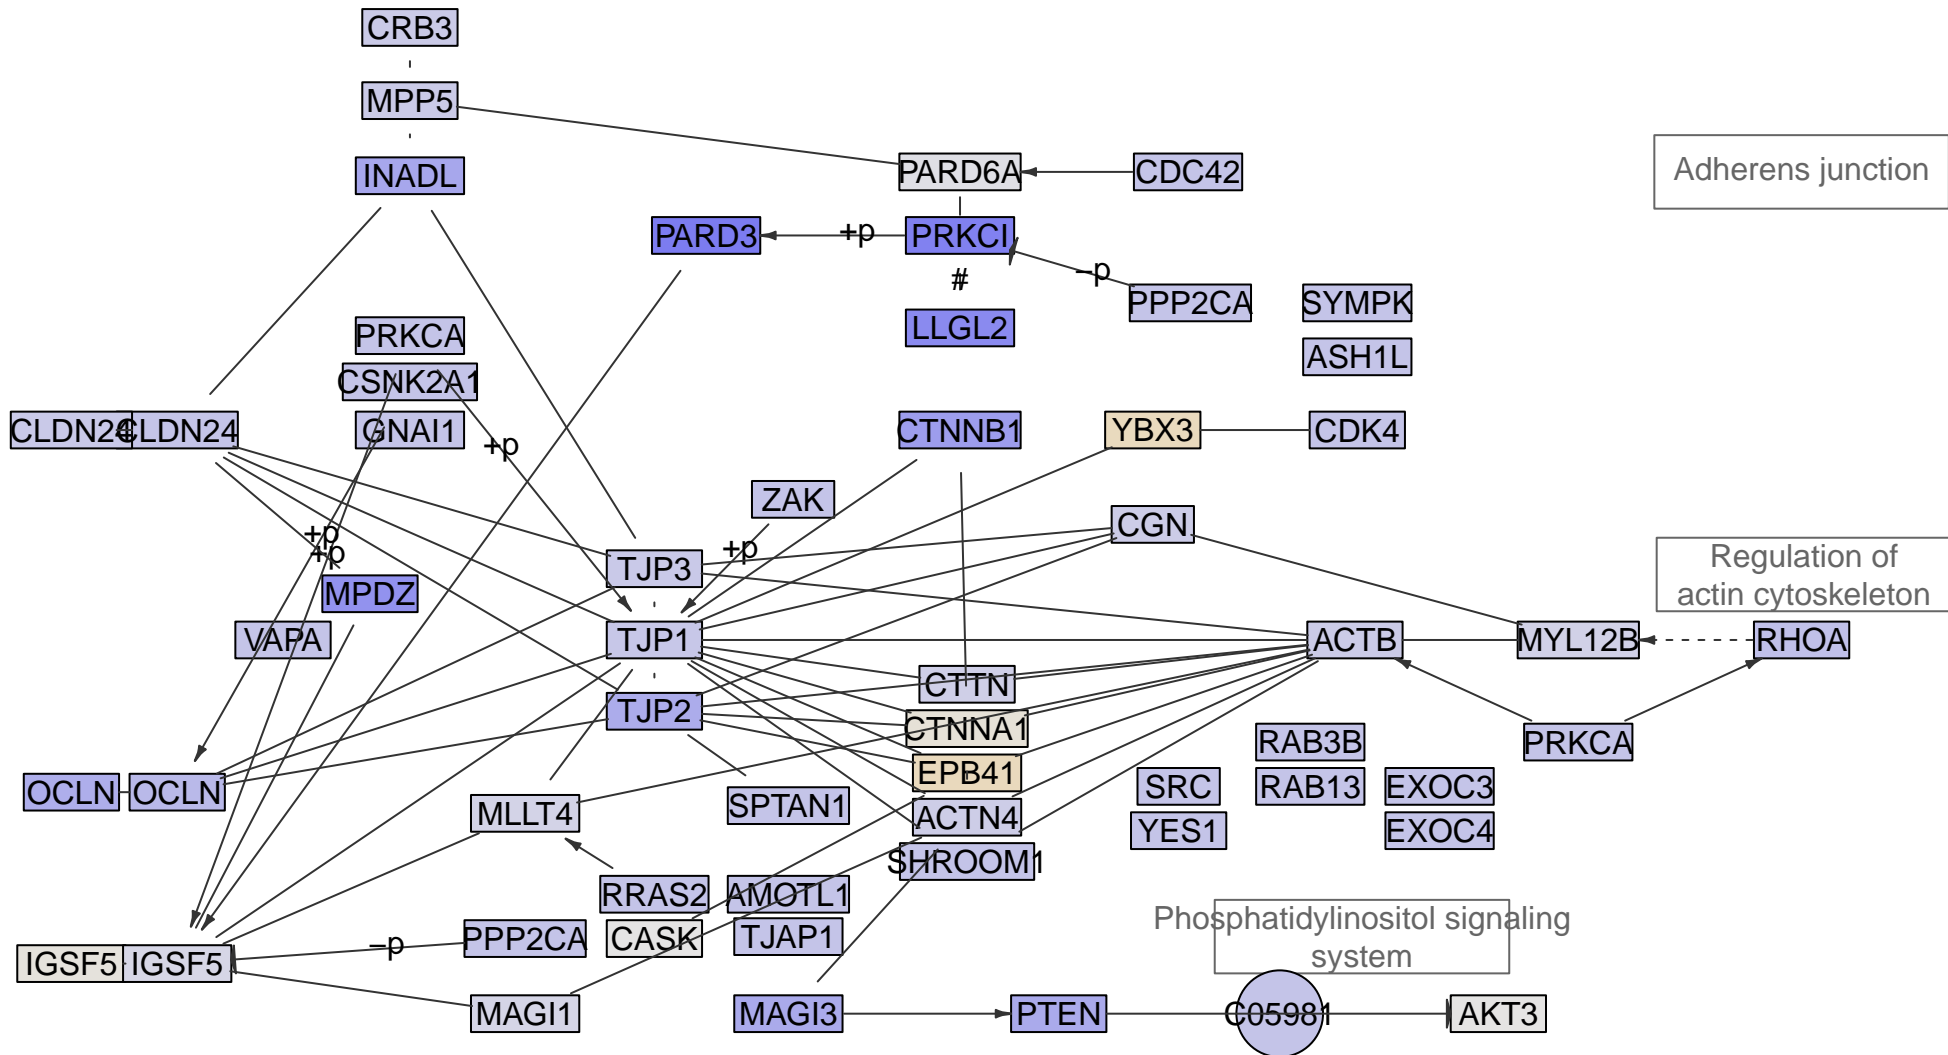 CRB3
MPP5
INADL
PARD6A
CDC42
Adherens junction
PARD3
+p
PRKCI
#
−p
PPP2CA
SYMPK
LLGL2
PRKCA
ASH1L
CSNK2A1
CLDN24
CLDN24
GNAI1
+p
CTNNB1
YBX3
CDK4
ZAK
CGN
+p
+p
+p
TJP3
Regulation of
actin cytoskeleton
MPDZ
VAPA
TJP1
ACTB
MYL12B
RHOA
CTTN
TJP2
CTNNA1
RAB3B
PRKCA
EPB41
OCLN
OCLN
SRC
RAB13
EXOC3
MLLT4
SPTAN1
ACTN4
YES1
EXOC4
SHROOM1
RRAS2
AMOTL1
Phosphatidylinositol signaling
system
PPP2CA
CASK
TJAP1
−p
IGSF5
IGSF5
MAGI1
MAGI3
PTEN
C05981
AKT3